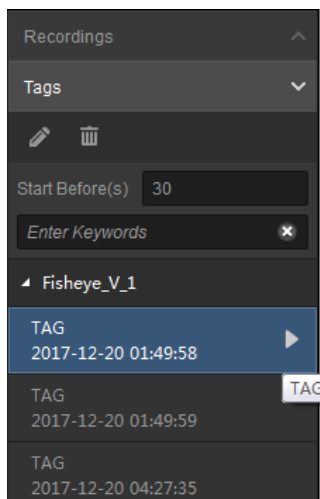 Recordings
Tags
Start Before(s) 30
Enter Keywords
Fisheye_V_1
TAG
2017-12-20 01:49:58
TAG
TAG
2017-12-20 01:49:59
TAG
2017-12-20 04:27:35